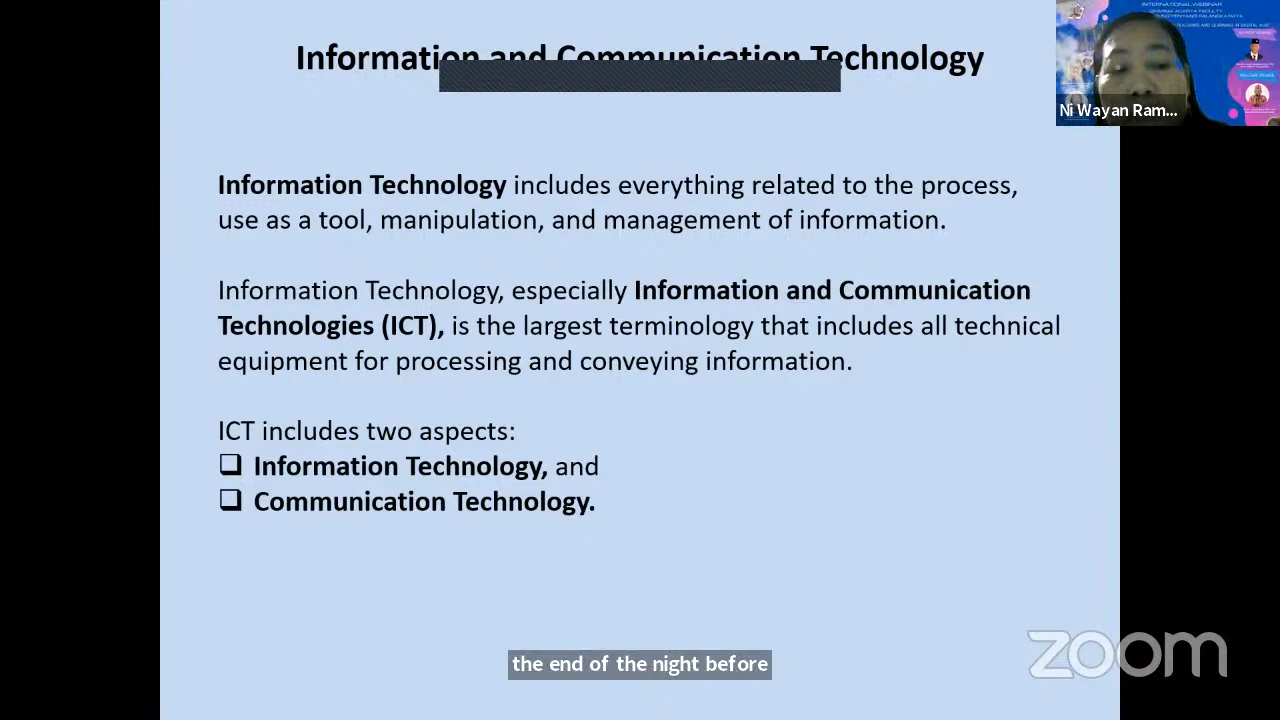 Information and Communication Technology
INTERNATIONAL WEBINAR
Ni Wayan Ram...
Information Technology includes everything related to the process,
use as a tool, manipulation, and management of information.
Information Technology, especially Information and Communication
Technologies (ICT), is the largest terminology that includes all technical
equipment for processing and conveying information.
ICT includes two aspects:
Information Technology, and
Communication Technology.
the end of the night before
zoom